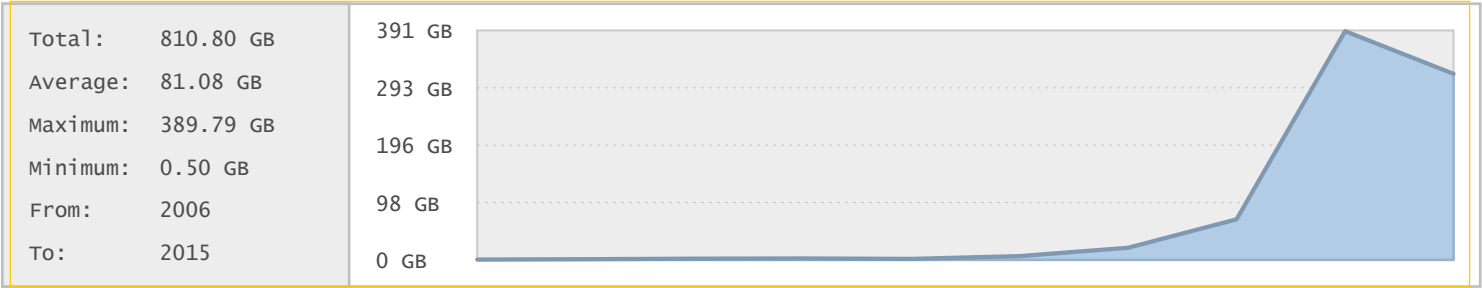 Total: 810.80 GB
Average: 81.08 GB
Maximum: 389.79 GB
Minimum: 0.50 GB
From: 2006
To: 2015
391 GB
293 GB
196 GB
98 GB
0 GB